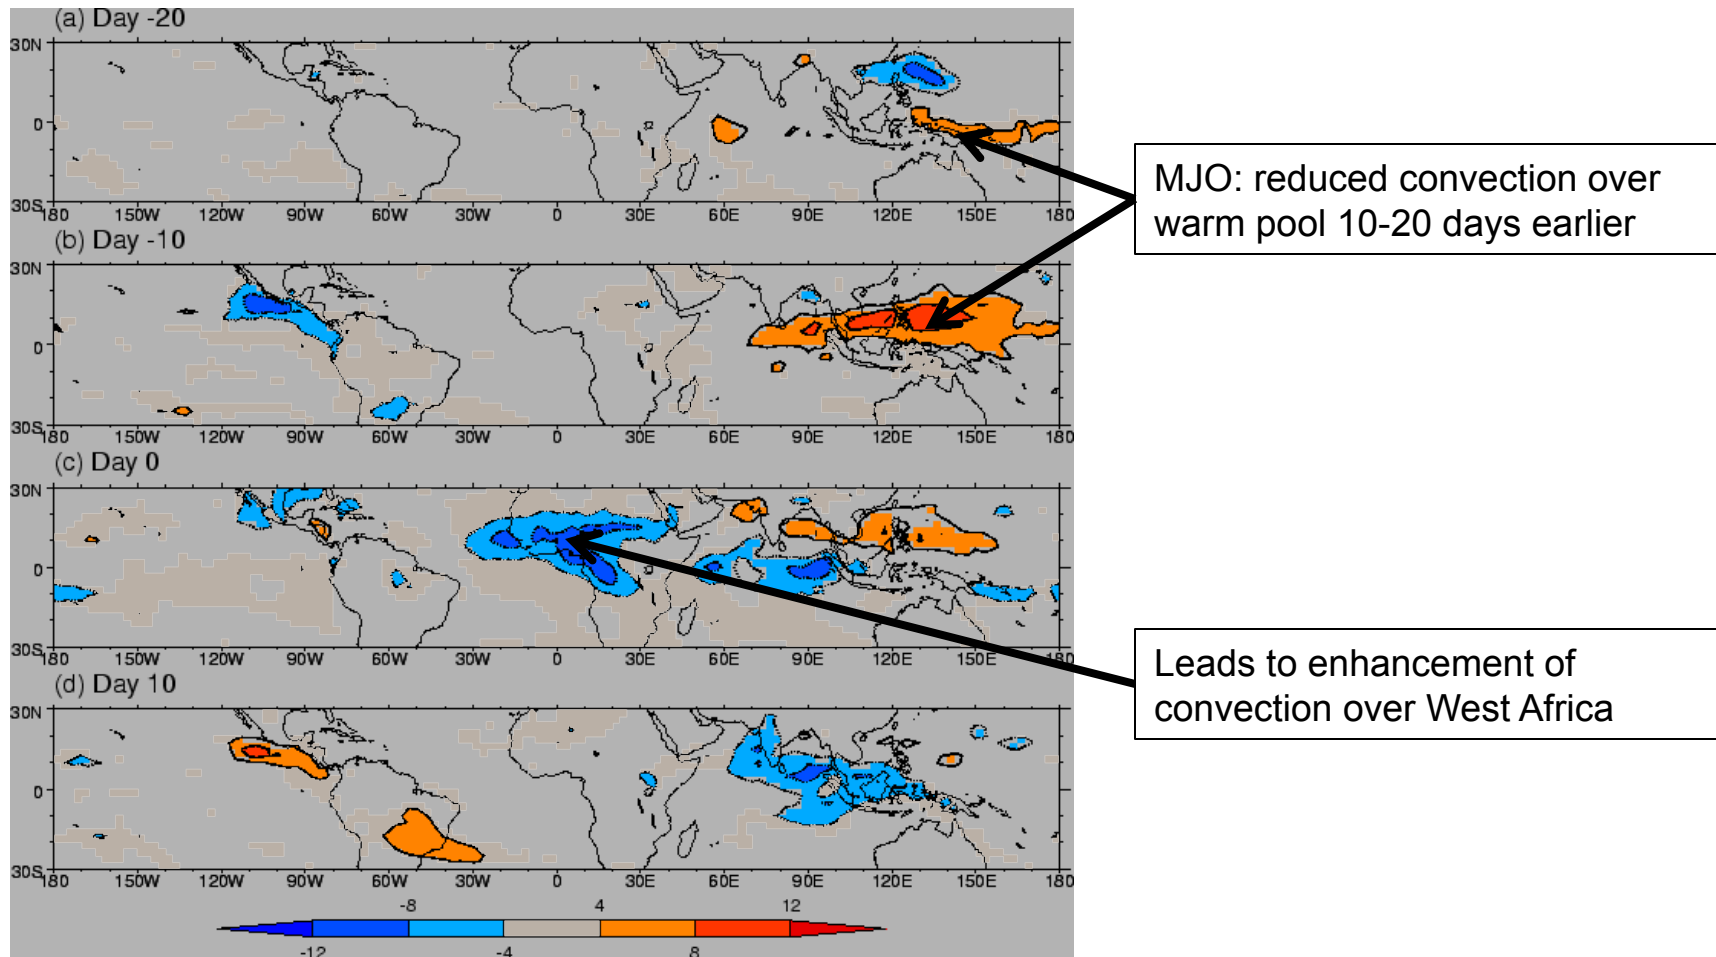 (a) Day -20
30N
0
30S
180 150W 120W 90W 60W 30W 0 30E 60E 90E 120E 150E 180
(b) Day -10
30N
0
30S
180 150W 120W 90W 60W 30W 0 30E 60E 90E 120E 150E 180
(c) Day 0
30N
0
30S
180 150W 120W 90W 60W 30W 0 30E 60E 90E 120E 150E 180
(d) Day 10
30N
0
30S
180 150W 120W 90W 60W 30W 0 30E 60E 90E 120E 150E 180
-8 4 12
-12 -4 8
MJO: reduced convection over
warm pool 10-20 days earlier
Leads to enhancement of
convection over West Africa